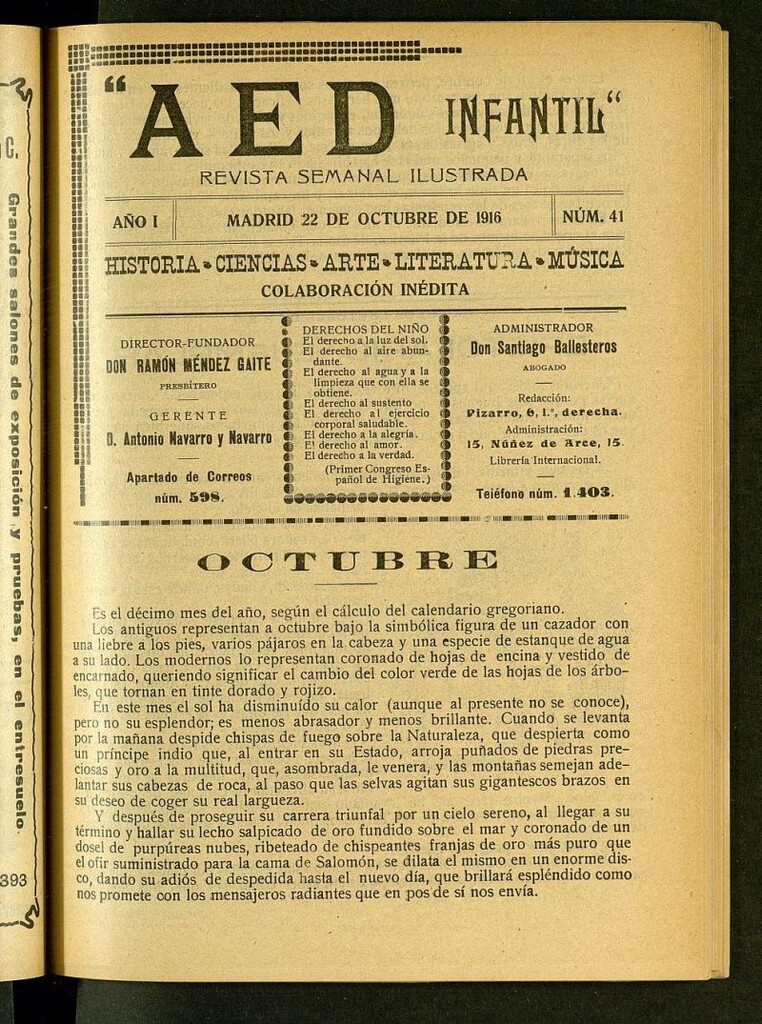 C.
Grandes salones de exposición y pruebas, en el entresuelo
393
“AED INFANTIL“
REVISTA SEMANAL ILUSTRADA
AÑO I
MADRID 22 DE OCTUBRE DE 1916
NÚM. 41
HISTORIA • CIENCIAS • ARTE • LITERATURA • MÚSICA
COLABORACIÓN INÉDITA
DIRECTOR-FUNDADOR
DON RAMÓN MÉNDEZ GAITE
PRESBÍTERO
GERENTE
D. Antonio Navarro y Navarro
Apartado de Correos
núm. 598.
DERECHOS DEL NIÑO
El derecho a la luz del sol.
El derecho al aire abun-
dante.
El derecho al agua y a la
limpieza que con ella se
obtiene.
El derecho al sustento
El derecho al ejercicio
corporal saludable.
El derecho a la alegría.
El derecho al amor.
El derecho a la verdad.
(Primer Congreso Es-
pañol de Higiene.)
ADMINISTRADOR
Don Santiago Ballesteros
ABOGADO
Redacción:
Pizarro, 6, 1.º, derecha.
Administración:
15, Núñez de Arce, 15.
Librería Internacional.
Teléfono núm. 1.403.
OCTUBRE
Es el décimo mes del año, según el cálculo del calendario gregoriano.
Los antiguos representan a octubre bajo la simbólica figura de un cazador con
una liebre a los pies, varios pájaros en la cabeza y una especie de estanque de agua
a su lado. Los modernos lo representan coronado de hojas de encina y vestido de
encarnado, queriendo significar el cambio del color verde de las hojas de los árbo-
les, que tornan en tinte dorado y rojizo.
En este mes el sol ha disminuído su calor (aunque al presente no se conoce),
pero no su esplendor; es menos abrasador y menos brillante. Cuando se levanta
por la mañana despide chispas de fuego sobre la Naturaleza, que despierta como
un príncipe indio que, al entrar en su Estado, arroja puñados de piedras pre-
ciosas y oro a la multitud, que, asombrada, le venera, y las montañas semejan ade-
lantar sus cabezas de roca, al paso que las selvas agitan sus gigantescos brazos en
su deseo de coger su real largueza.
Y después de proseguir su carrera triunfal por un cielo sereno, al llegar a su
término y hallar su lecho salpicado de oro fundido sobre el mar y coronado de un
dosel de purpúreas nubes, ribeteado de chispeantes franjas de oro más puro que
el ofir suministrado para la cama de Salomón, se dilata el mismo en un enorme dis-
co, dando su adiós de despedida hasta el nuevo día, que brillará espléndido como
nos promete con los mensajeros radiantes que en pos de sí nos envía.